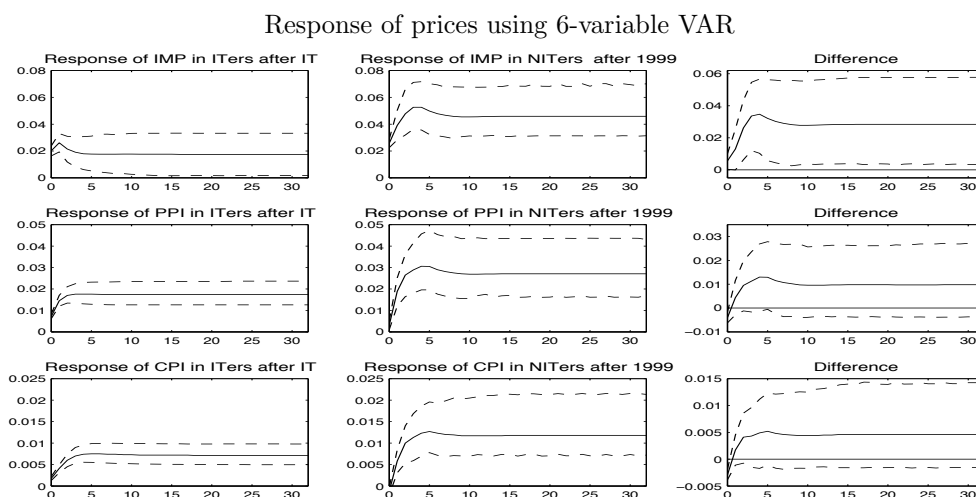 Response of prices using 6-variable VAR
Response of IMP in ITers after IT
Response of IMP in NITers after 1999
Difference
0.08
0.06
0.04
0.02
0
0 5 10 15 20 25 30
0.08
0.06
0.04
0.02
0
0 5 10 15 20 25 30
0.06
0.04
0.02
0
0 5 10 15 20 25 30
Response of PPI in ITers after IT
Response of PPI in NITers after 1999
Difference
0.05
0.04
0.03
0.02
0.01
0
0 5 10 15 20 25 30
0.05
0.04
0.03
0.02
0.01
0
0 5 10 15 20 25 30
0.03
0.02
0.01
0
−0.01
0 5 10 15 20 25 30
Response of CPI in ITers after IT
Response of CPI in NITers after 1999
Difference
0.025
0.02
0.015
0.01
0.005
0
0 5 10 15 20 25 30
0.025
0.02
0.015
0.01
0.005
0
0 5 10 15 20 25 30
0.015
0.01
0.005
0
−0.005
0 5 10 15 20 25 30